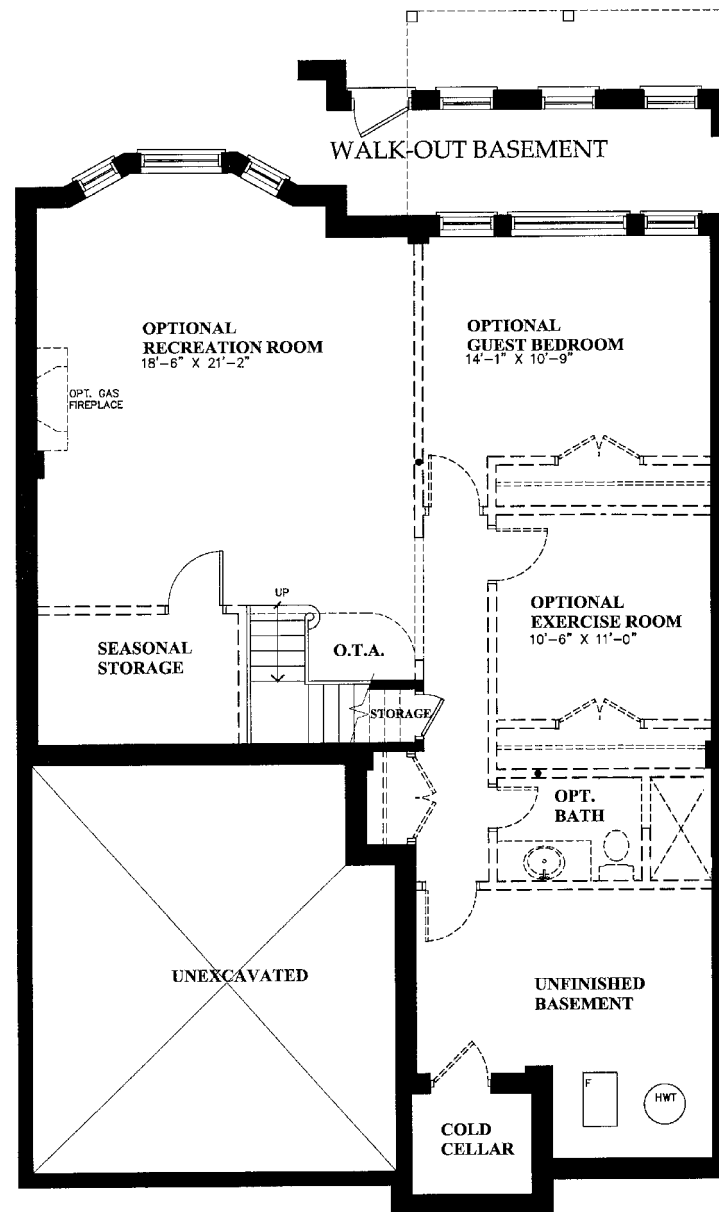 WALK-OUT BASEMENT
OPTIONAL
RECREATION ROOM
18'-6" X 21'-2"
OPTIONAL
GUEST BEDROOM
14'-1" X 10'-9"
OPT. GAS
FIREPLACE
UP
OPTIONAL
EXERCISE ROOM
10'-6" X 11'-0"
SEASONAL
STORAGE
O.T.A.
STORAGE
OPT.
BATH
UNEXCAVATED
UNFINISHED
BASEMENT
F
HWT
COLD
CELLAR